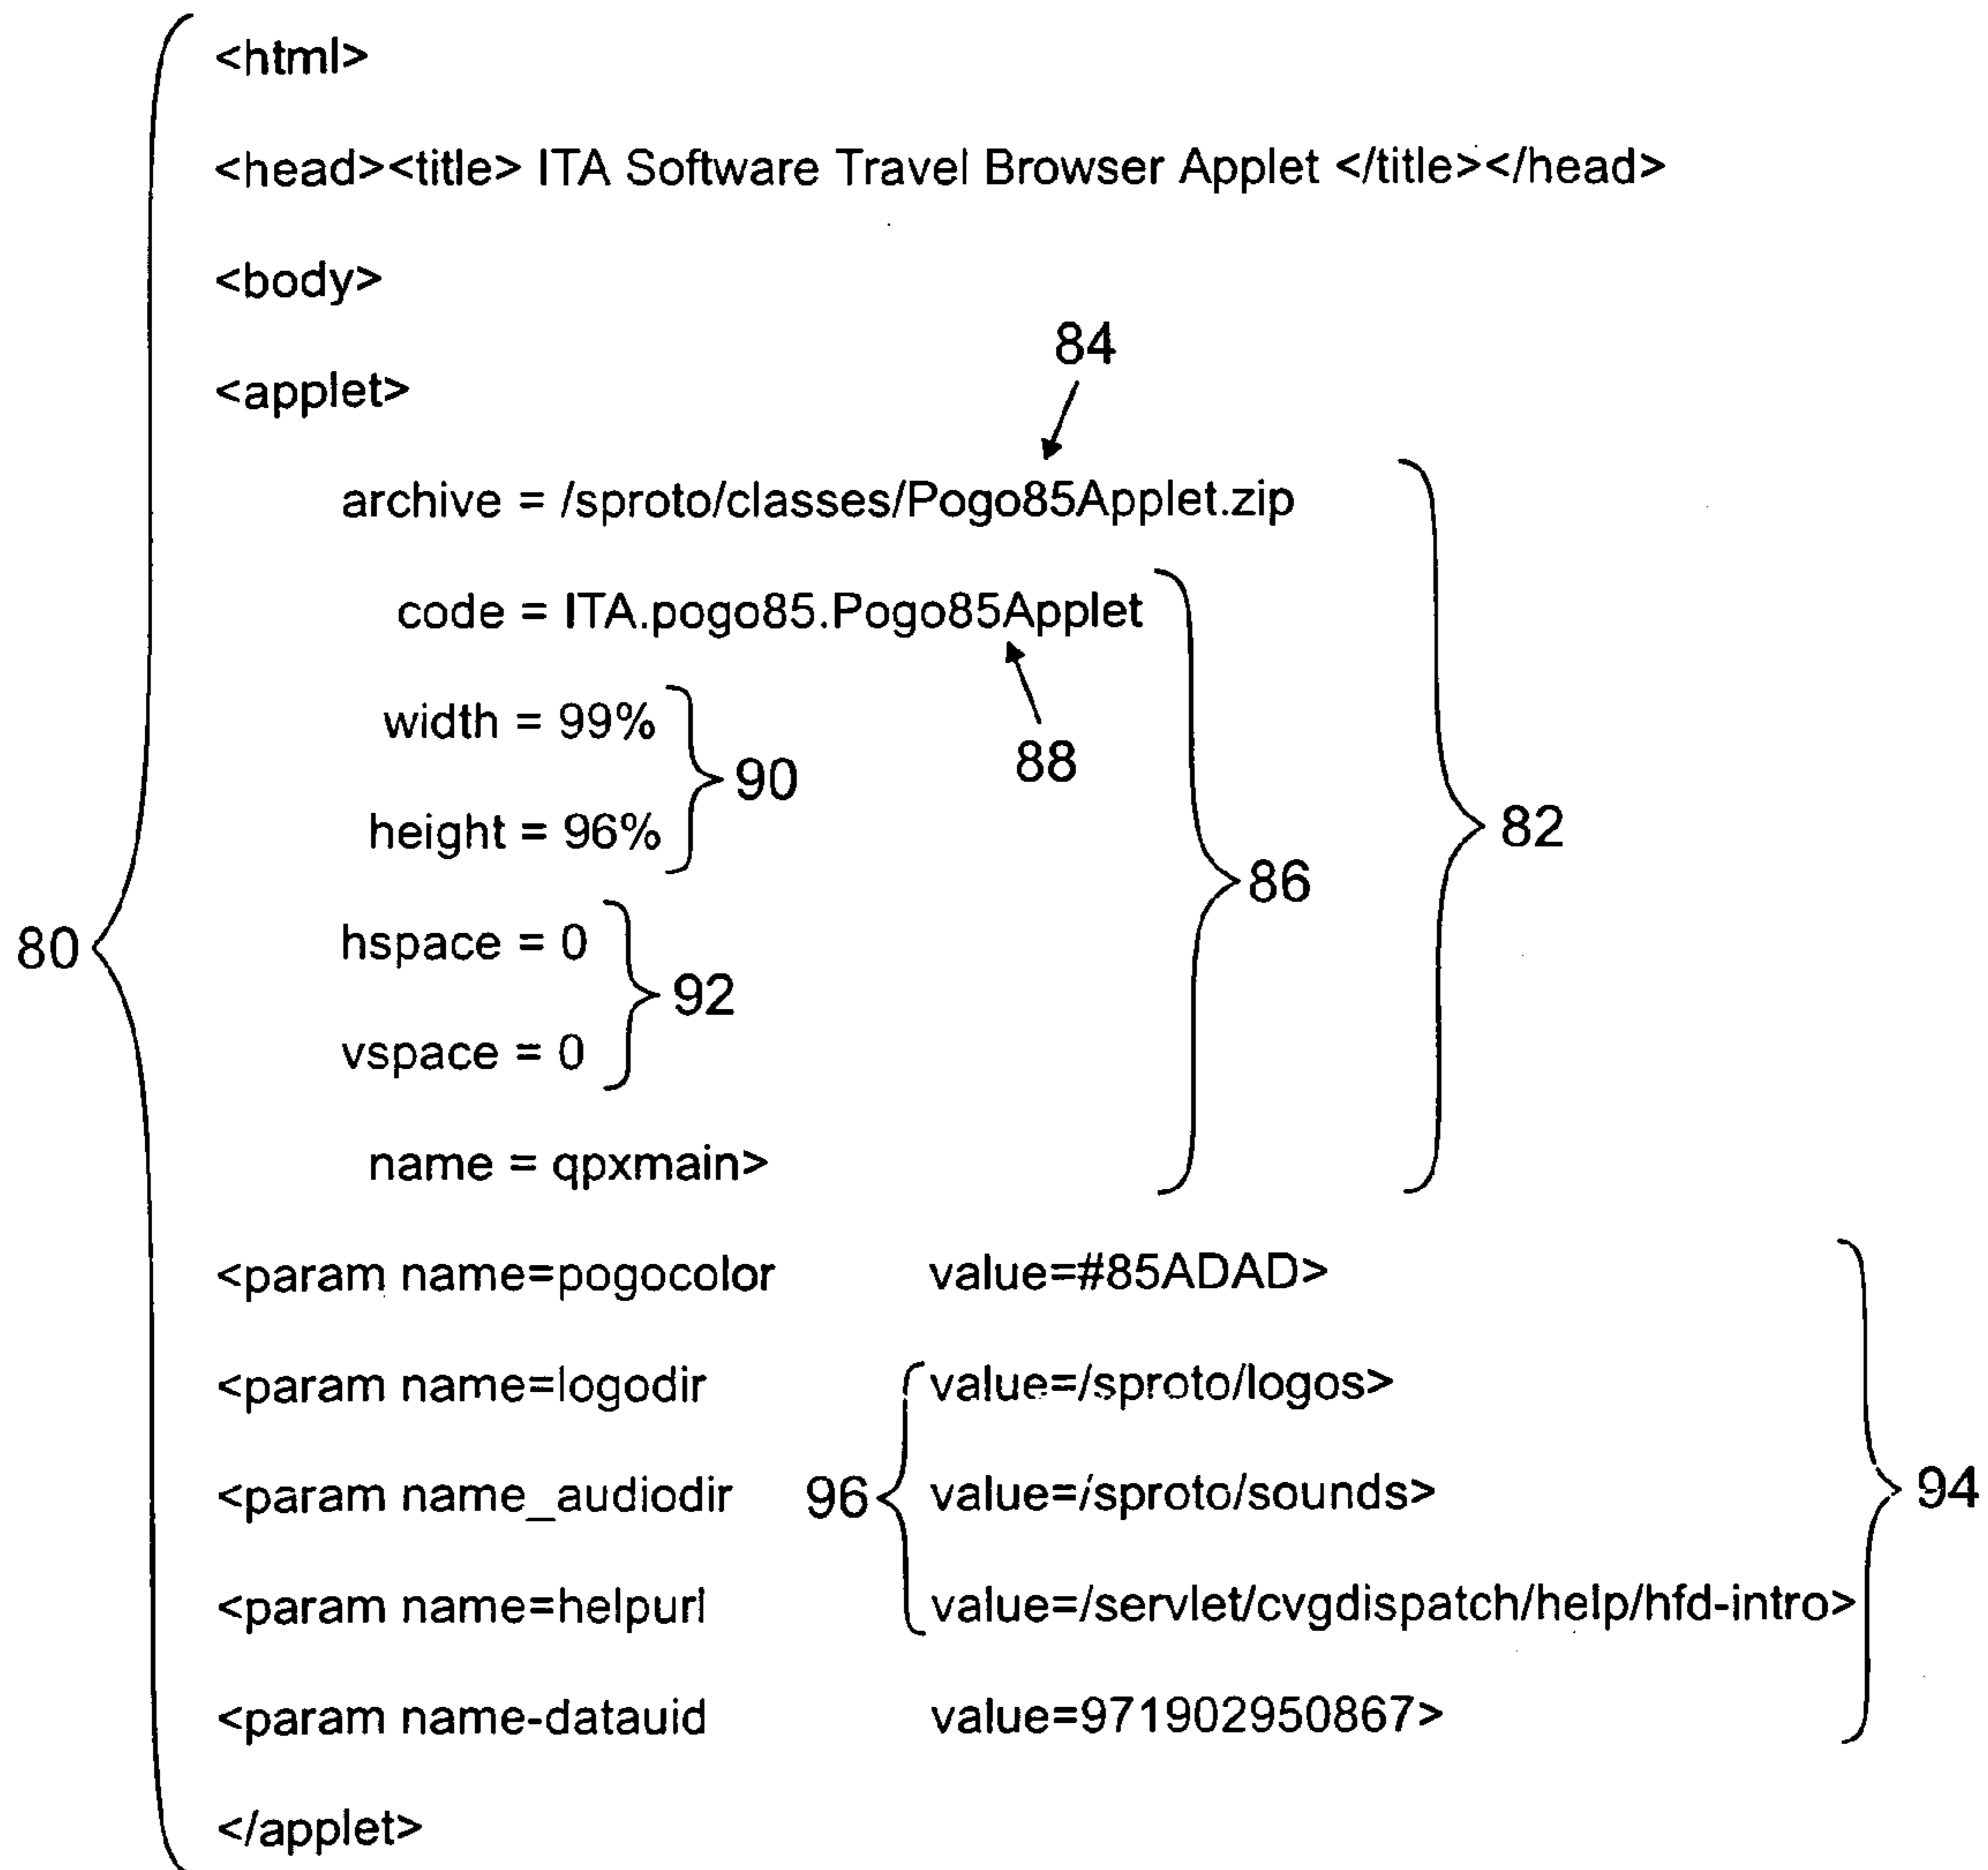 <html>
<head><title> ITA Software Travel Browser Applet </title></head>
<body>
84
<applet>
archive = /sproto/classes/Pogo85Applet.zip
code = ITA.pogo85.Pogo85Applet
width = 99%
90
88
height = 96%
82
86
80
hspace = 0
92
vspace = 0
name = qpxmain>
<param name=pogocolor value=#85ADAD>
<param name=logodir value=/sproto/logos>
<param name_audiodir 96 value=/sproto/sounds> 94
<param name=helpurl value=/servlet/cvgdispatch/help/hfd-intro>
<param name-datauid value=971902950867>
</applet>